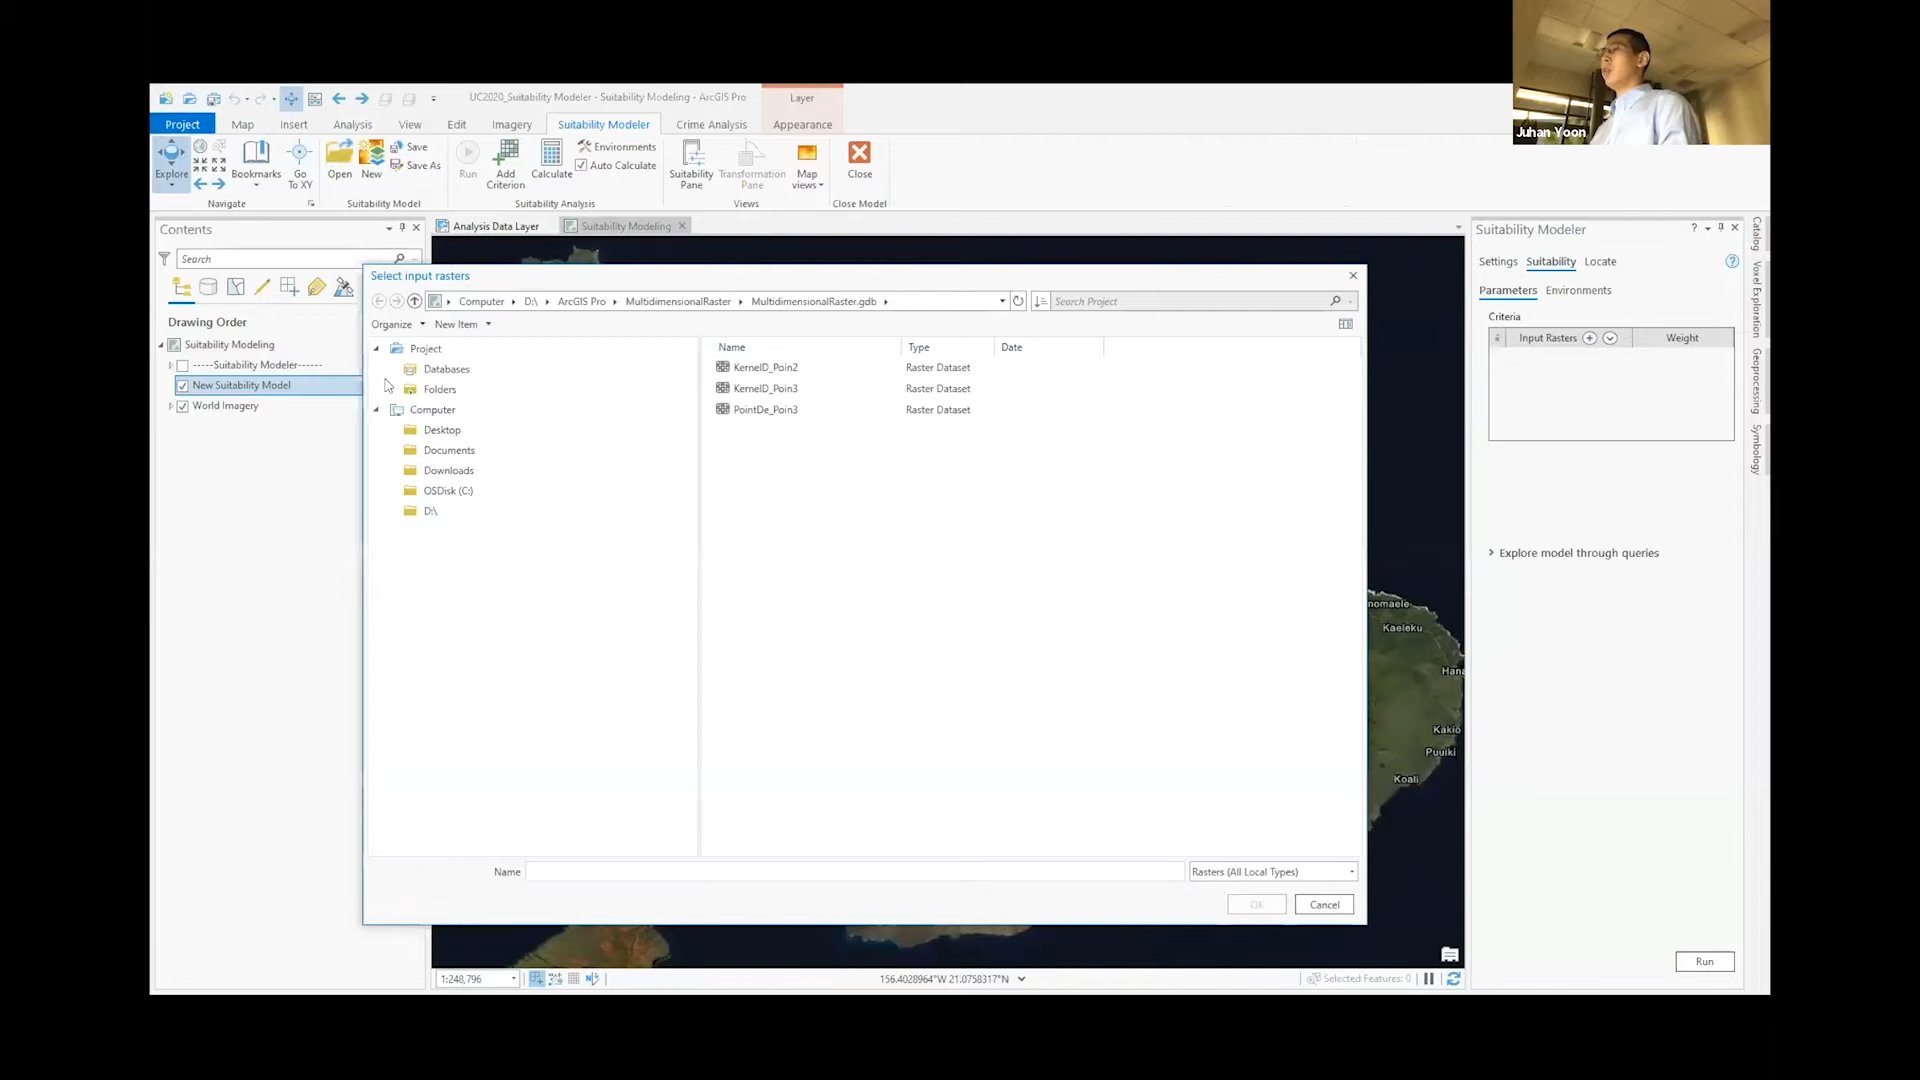 Juhan Yoon
UC2020_Suitability Modeler - Suitability Modeling - ArcGIS Pro
Layer
Project Map Insert Analysis View Edit Imagery Suitability Modeler Crime Analysis Appearance
Explore
Bookmarks
Go To XY
Navigate
Open
New
Save
Save As
Suitability Model
Run
Add Criterion
Calculate
Environments
Auto Calculate
Suitability Analysis
Suitability Pane
Transformation Pane
Map views
Views
Close
Close Model
Contents
Search
Drawing Order
Suitability Modeling
-----Suitability Modeler------
New Suitability Model
World Imagery
Analysis Data Layer
Suitability Modeling
Select input rasters
Computer D:\ ArcGIS Pro MultidimensionalRaster MultidimensionalRaster.gdb
Search Project
Organize New Item
Project
Databases
Folders
Computer
Desktop
Documents
Downloads
OSDisk (C:)
D:\
Name Type Date
KernelD_Poin2 Raster Dataset
KernelD_Poin3 Raster Dataset
PointDe_Poin3 Raster Dataset
Name
Rasters (All Local Types)
OK
Cancel
nomaele
Kaeleku
Hana
Kakio
Puuiki
Koali
1:248,796
156.4028964°W 21.0758317°N
Selected Features: 0
Suitability Modeler
?
Settings Suitability Locate
?
Parameters Environments
Criteria
Input Rasters
Weight
Explore model through queries
Run
Catalog
Voxel Exploration
Geoprocessing
Symbology